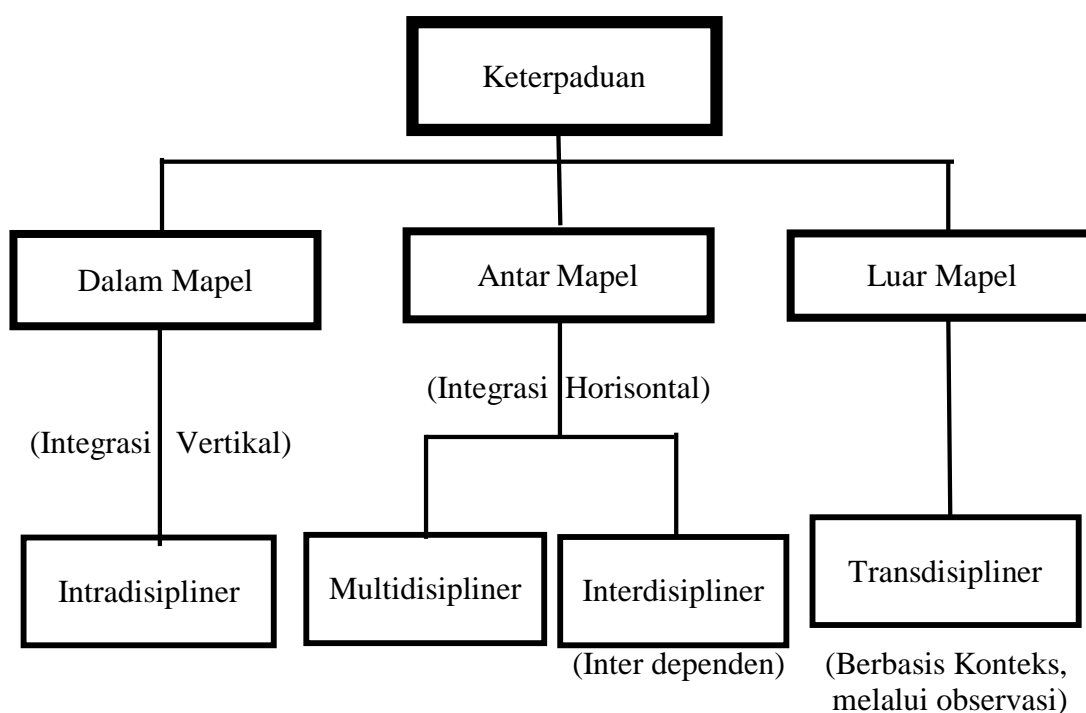 Keterpaduan
Dalam Mapel
Antar Mapel
Luar Mapel
(Integrasi Horisontal)
(Integrasi Vertikal)
Intradisipliner
Multidisipliner
Interdisipliner
Transdisipliner
(Inter dependen)
(Berbasis Konteks,
melalui observasi)